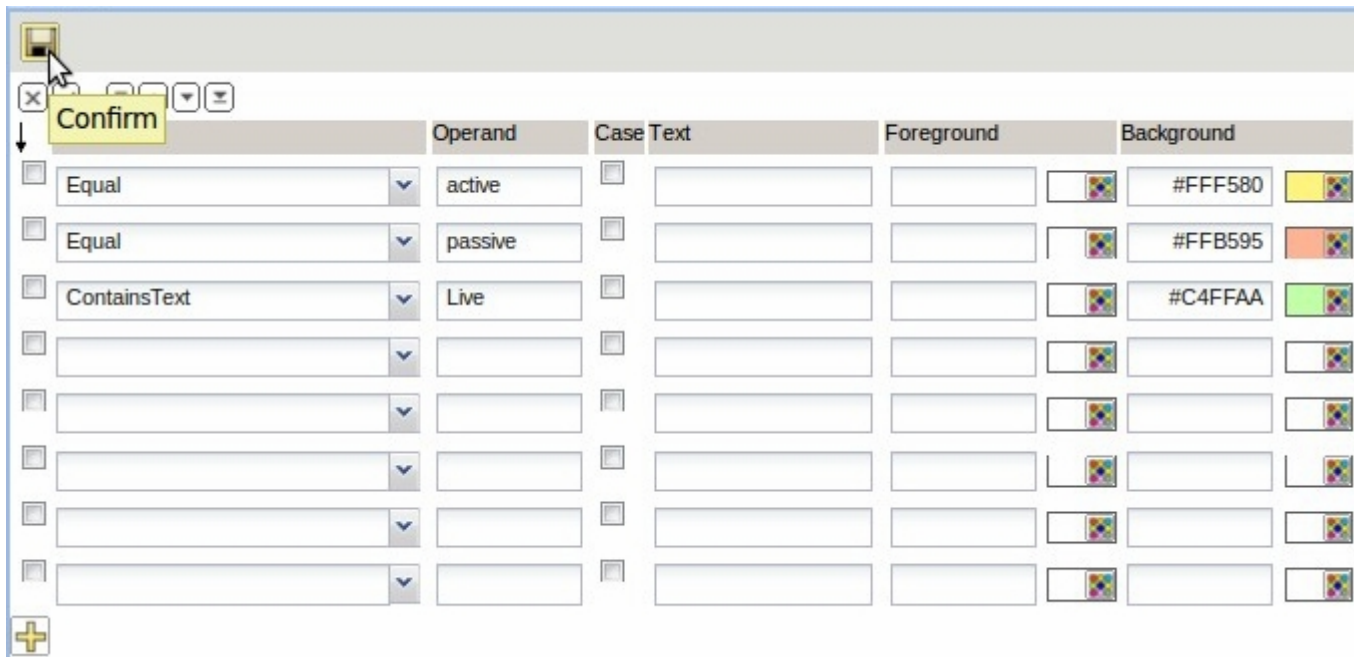 Confirm
Operand Case Text Foreground Background
Equal active #FFF580
Equal passive #FFB595
ContainsText Live #C4FFAA